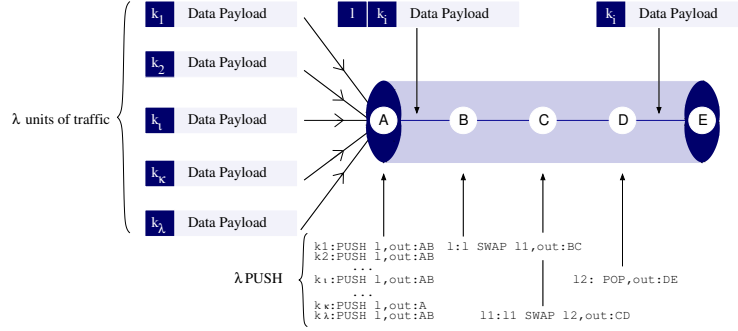 k1 Data Payload
l ki Data Payload
ki Data Payload
k2 Data Payload
λ units of traffic
kι Data Payload
A B C D E
kκ Data Payload
kλ Data Payload
k1:PUSH l,out:AB
l:l SWAP l1,out:BC
k2:PUSH l,out:AB
...
λ PUSH
kι:PUSH l,out:AB
l2: POP,out:DE
...
kκ:PUSH l,out:A
kλ:PUSH l,out:AB
l1:l1 SWAP l2,out:CD